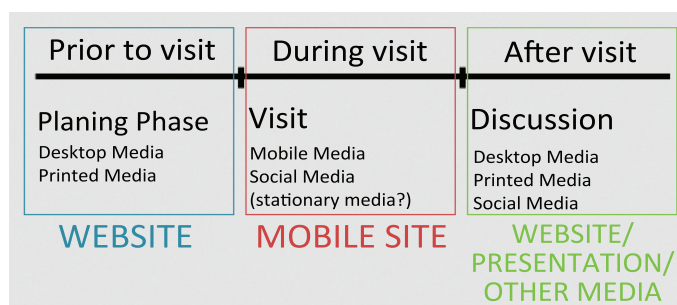 Prior to visit
Planing Phase
Desktop Media
Printed Media
WEBSITE
During visit
Visit
Mobile Media
Social Media
(stationary media?)
MOBILE SITE
After visit
Discussion
Desktop Media
Printed Media
Social Media
WEBSITE/
PRESENTATION/
OTHER MEDIA